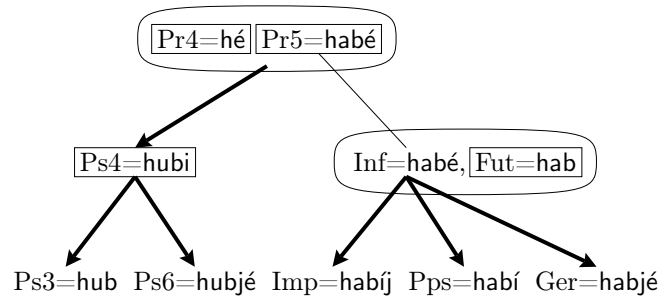 Pr4=hé Pr5=habé
Ps4=hubi Inf=habé, Fut=hab
Ps3=hub Ps6=hubjé Imp=habíj Pps=habí Ger=habjé